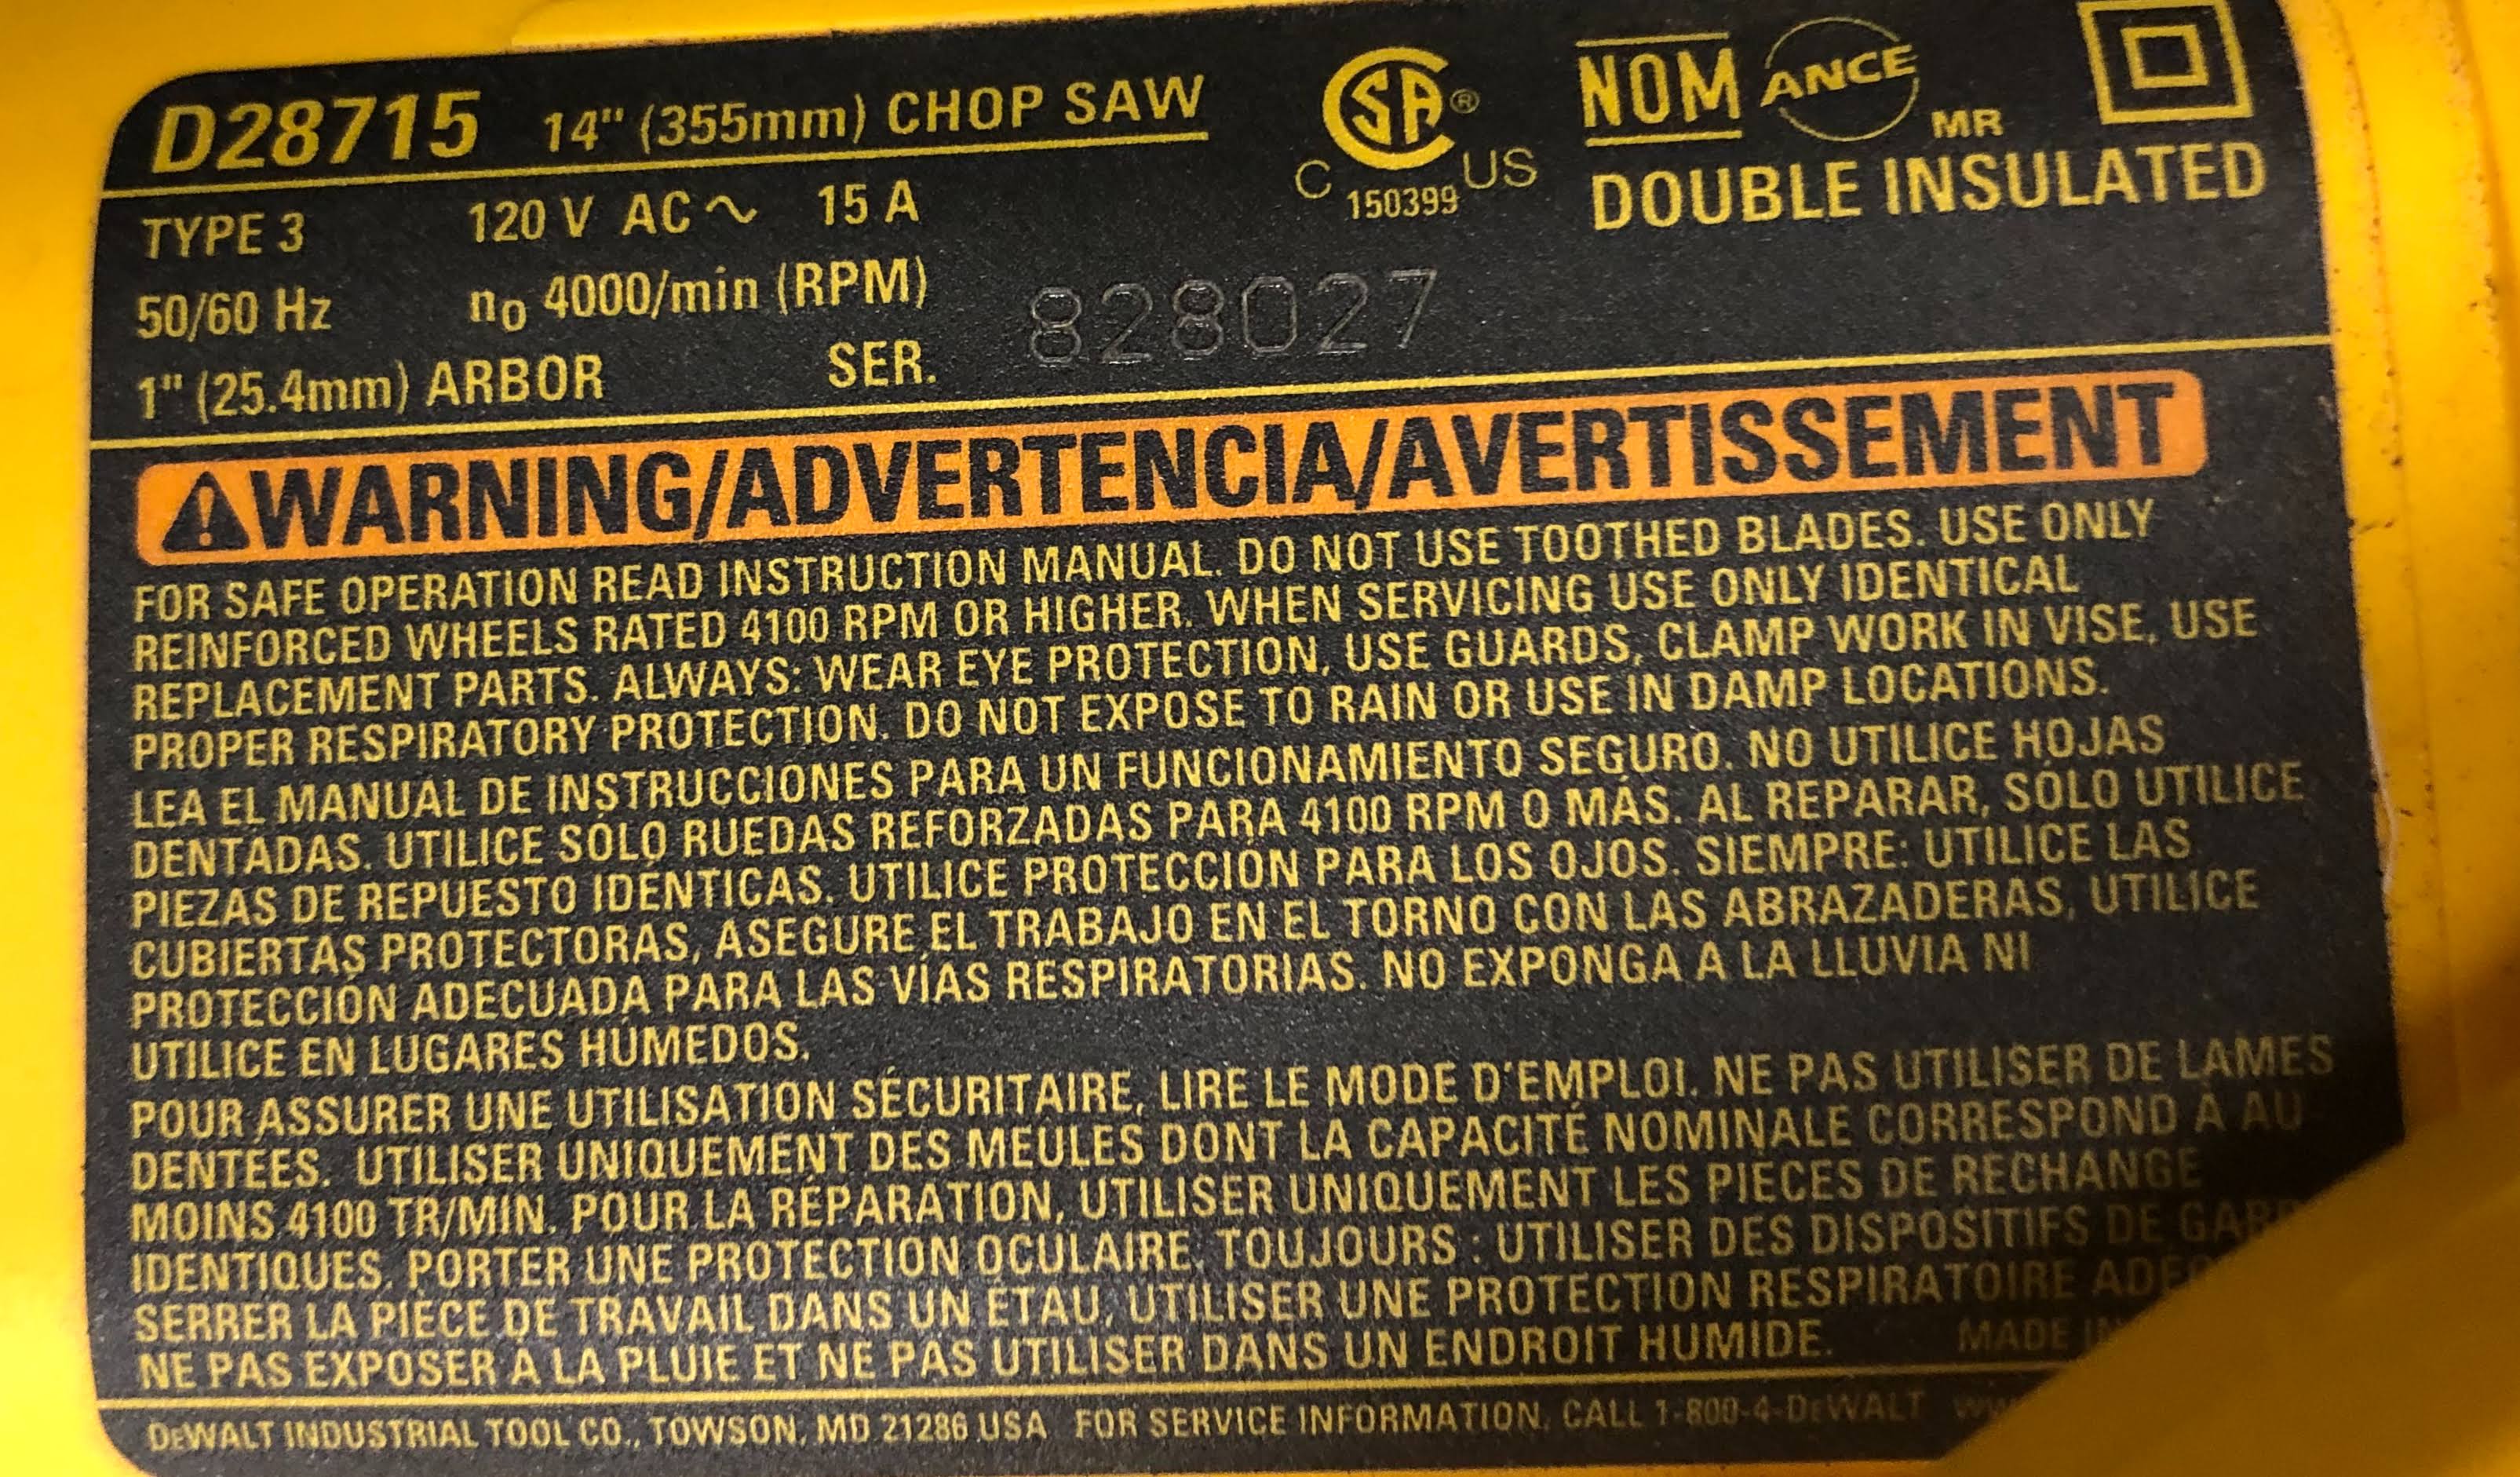 D28715 14" (355mm) CHOP SAW
TYPE 3 120 V AC ~ 15 A
50/60 Hz no 4000/min (RPM)
1" (25.4mm) ARBOR SER. 828027
CSA® C US 150399
NOM ANCE MR
DOUBLE INSULATED
WARNING/ADVERTENCIA/AVERTISSEMENT
FOR SAFE OPERATION READ INSTRUCTION MANUAL. DO NOT USE TOOTHED BLADES. USE ONLY
REINFORCED WHEELS RATED 4100 RPM OR HIGHER. WHEN SERVICING USE ONLY IDENTICAL
REPLACEMENT PARTS. ALWAYS: WEAR EYE PROTECTION, USE GUARDS, CLAMP WORK IN VISE, USE
PROPER RESPIRATORY PROTECTION. DO NOT EXPOSE TO RAIN OR USE IN DAMP LOCATIONS.
LEA EL MANUAL DE INSTRUCCIONES PARA UN FUNCIONAMIENTO SEGURO. NO UTILICE HOJAS
DENTADAS. UTILICE SÓLO RUEDAS REFORZADAS PARA 4100 RPM O MÁS. AL REPARAR, SÓLO UTILICE
PIEZAS DE REPUESTO IDÉNTICAS. UTILICE PROTECCIÓN PARA LOS OJOS. SIEMPRE: UTILICE LAS
CUBIERTAS PROTECTORAS, ASEGURE EL TRABAJO EN EL TORNO CON LAS ABRAZADERAS, UTILICE
PROTECCIÓN ADECUADA PARA LAS VÍAS RESPIRATORIAS. NO EXPONGA A LA LLUVIA NI
UTILICE EN LUGARES HÚMEDOS.
POUR ASSURER UNE UTILISATION SÉCURITAIRE, LIRE LE MODE D'EMPLOI. NE PAS UTILISER DE LAMES
DENTÉES. UTILISER UNIQUEMENT DES MEULES DONT LA CAPACITÉ NOMINALE CORRESPOND À AU
MOINS 4100 TR/MIN. POUR LA RÉPARATION, UTILISER UNIQUEMENT LES PIÈCES DE RECHANGE
IDENTIQUES. PORTER UNE PROTECTION OCULAIRE, TOUJOURS : UTILISER DES DISPOSITIFS DE
SERRER LA PIÈCE DE TRAVAIL DANS UN ÉTAU, UTILISER UNE PROTECTION RESPIRATOIRE
NE PAS EXPOSER À LA PLUIE ET NE PAS UTILISER DANS UN ENDROIT HUMIDE. MADE
DEWALT INDUSTRIAL TOOL CO., TOWSON, MD 21286 USA FOR SERVICE INFORMATION, CALL 1-800-4-DEWALT